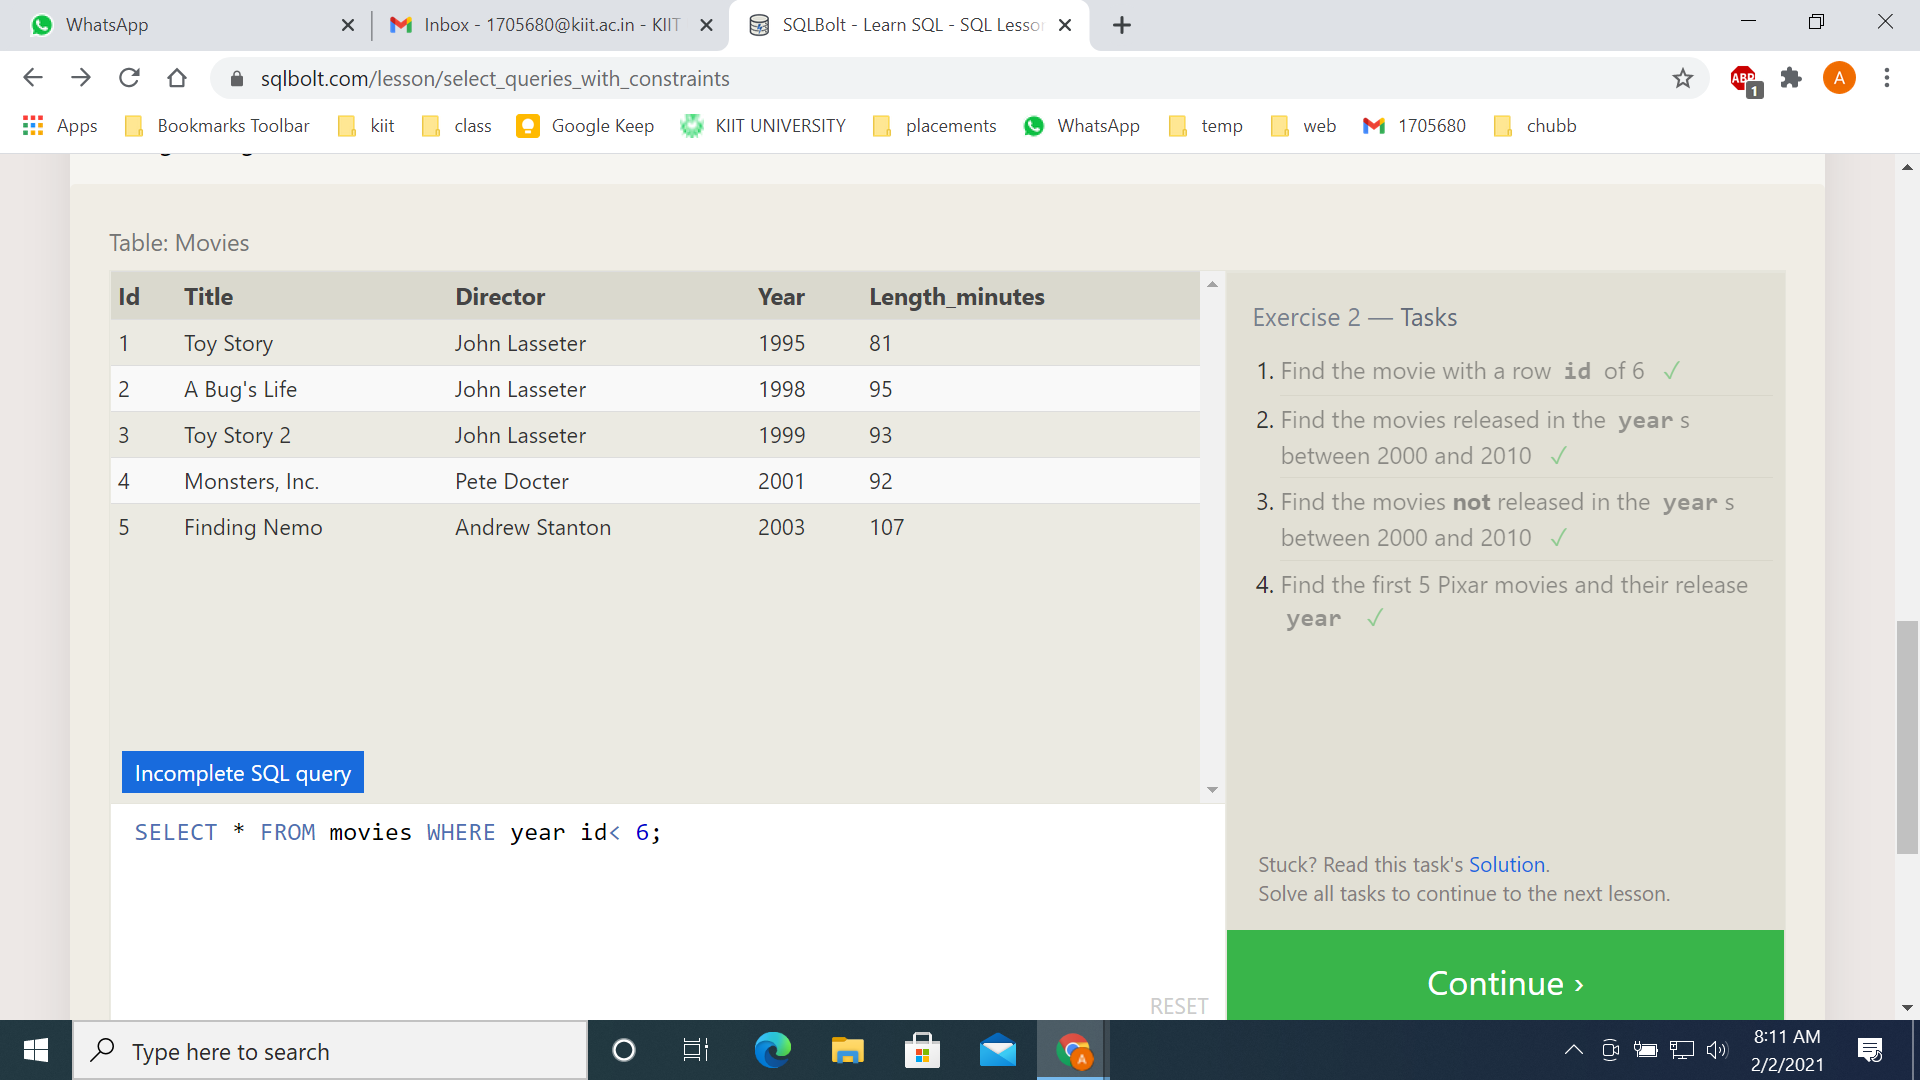 WhatsApp
Inbox - 1705680@kiit.ac.in - KIIT
SQLBolt - Learn SQL - SQL Lesson
sqlbolt.com/lesson/select_queries_with_constraints
ABP
1
A
Apps
Bookmarks Toolbar
kiit
class
Google Keep
KIIT UNIVERSITY
placements
WhatsApp
temp
web
1705680
chubb
Table: Movies
Id Title Director Year Length_minutes
1 Toy Story John Lasseter 1995 81
2 A Bug's Life John Lasseter 1998 95
3 Toy Story 2 John Lasseter 1999 93
4 Monsters, Inc. Pete Docter 2001 92
5 Finding Nemo Andrew Stanton 2003 107
Incomplete SQL query
SELECT * FROM movies WHERE year id< 6;
RESET
Exercise 2 — Tasks
1. Find the movie with a row id of 6 ✓
2. Find the movies released in the year s
between 2000 and 2010 ✓
3. Find the movies not released in the year s
between 2000 and 2010 ✓
4. Find the first 5 Pixar movies and their release
year ✓
Stuck? Read this task's Solution.
Solve all tasks to continue to the next lesson.
Continue ›
Type here to search
A
8:11 AM
2/2/2021